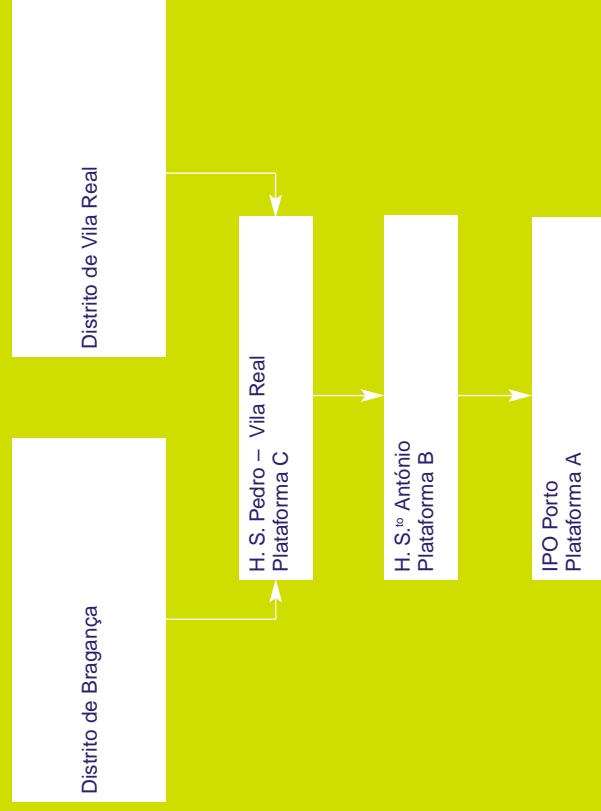 Distrito de Bragança
Distrito de Vila Real
H. S. Pedro – Vila Real
Plataforma C
H. S.ᵗᵒ António
Plataforma B
IPO Porto
Plataforma A